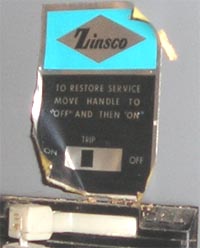 Zinsco
TO RESTORE SERVICE
MOVE HANDLE TO
"OFF" AND THEN "ON"
TRIP
ON OFF